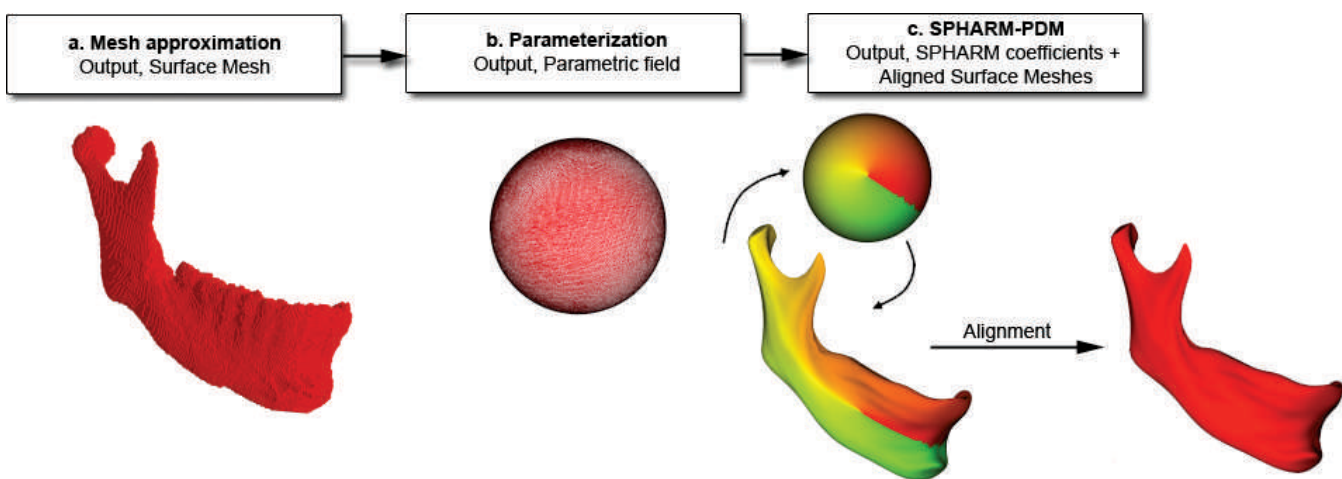 a. Mesh approximation
Output, Surface Mesh
b. Parameterization
Output, Parametric field
c. SPHARM-PDM
Output, SPHARM coefficients +
Aligned Surface Meshes
Alignment